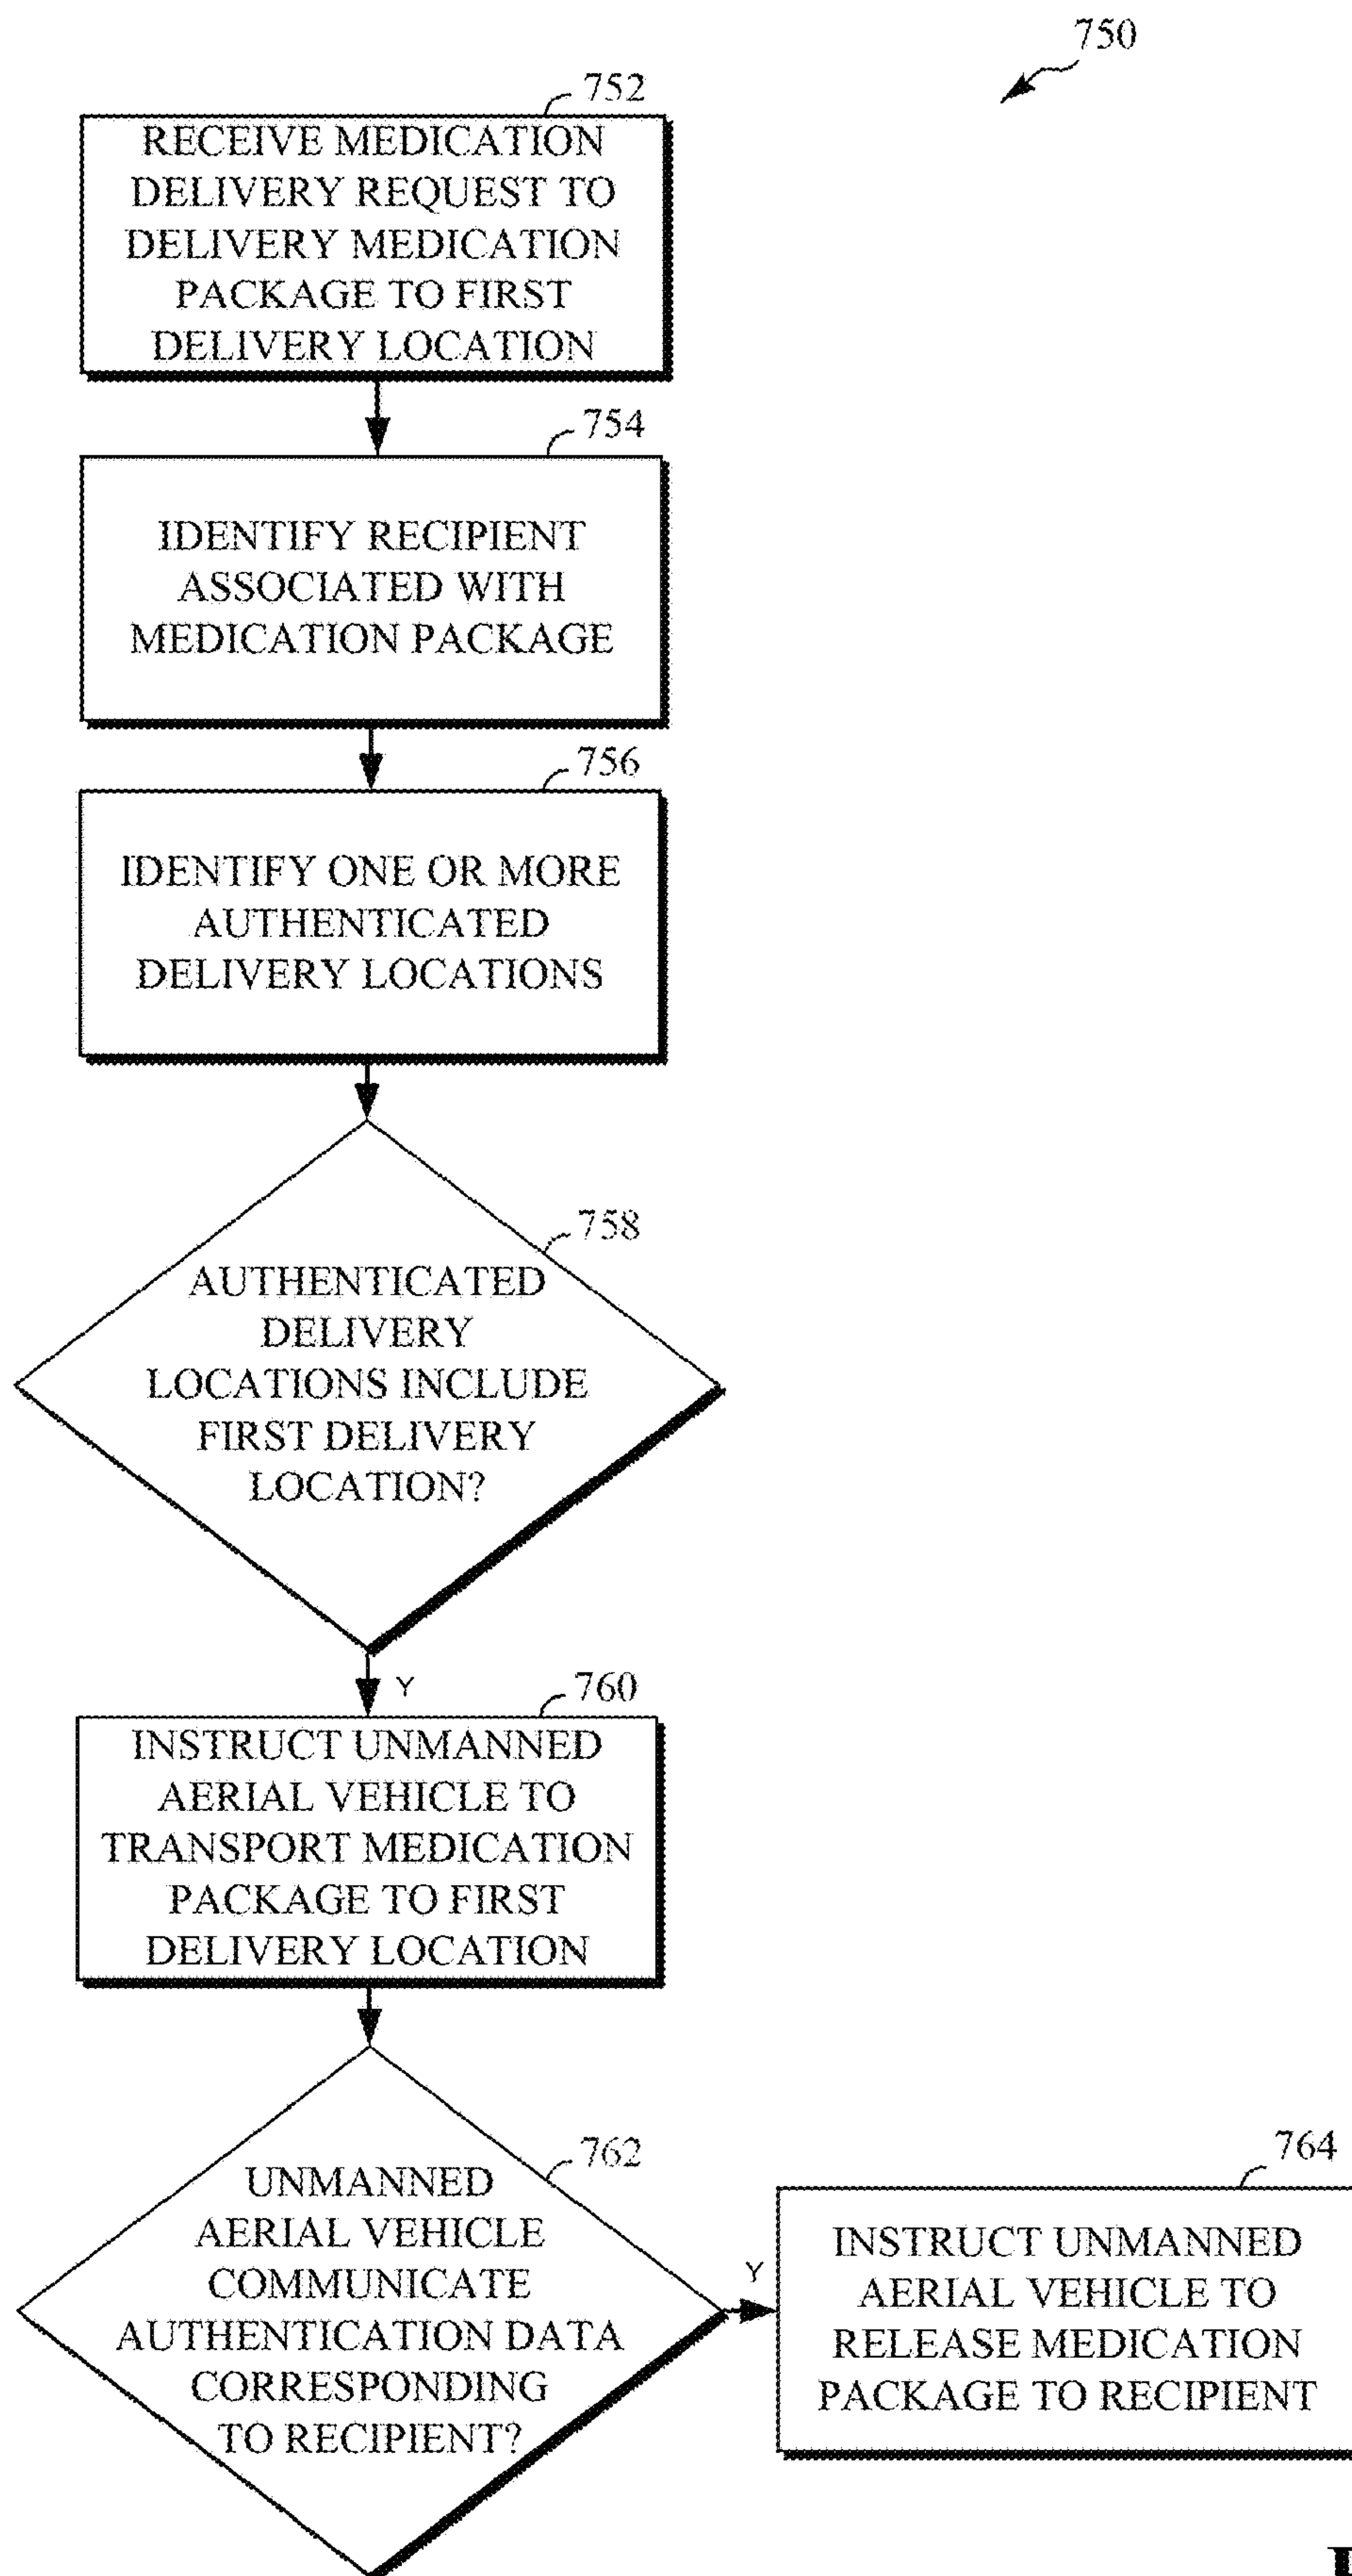 750
752
RECEIVE MEDICATION
DELIVERY REQUEST TO
DELIVERY MEDICATION
PACKAGE TO FIRST
DELIVERY LOCATION
754
IDENTIFY RECIPIENT
ASSOCIATED WITH
MEDICATION PACKAGE
756
IDENTIFY ONE OR MORE
AUTHENTICATED
DELIVERY LOCATIONS
758
AUTHENTICATED
DELIVERY
LOCATIONS INCLUDE
FIRST DELIVERY
LOCATION?
Y
760
INSTRUCT UNMANNED
AERIAL VEHICLE TO
TRANSPORT MEDICATION
PACKAGE TO FIRST
DELIVERY LOCATION
762
UNMANNED
AERIAL VEHICLE
COMMUNICATE
AUTHENTICATION DATA
CORRESPONDING
TO RECIPIENT?
Y
764
INSTRUCT UNMANNED
AERIAL VEHICLE TO
RELEASE MEDICATION
PACKAGE TO RECIPIENT